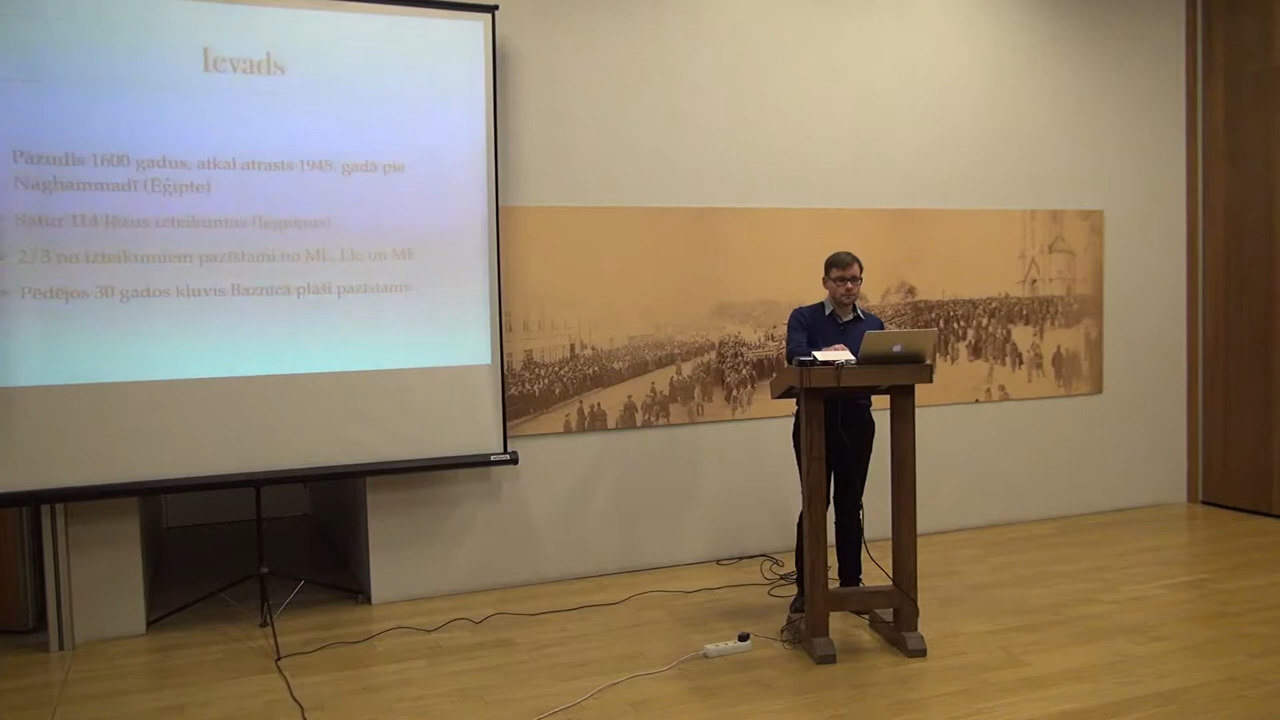 Ievads
Pazudis 1600 gadus, atkal atrasts 1945. gadā pie
Naghammadī (Ēģipte)
Satur 114 Jēzus izteikumus
2/3 no izteikumiem pazīstami no Mt., Lk. un Mk
Pēdējos 30 gados kļuvis Baznīcā plaši pazīstams